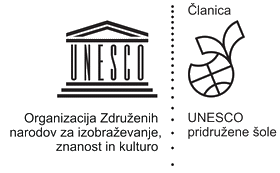 UNESCO
Organizacija Združenih
narodov za izobraževanje,
znanost in kulturo
Članica
UNESCO
pridružene šole